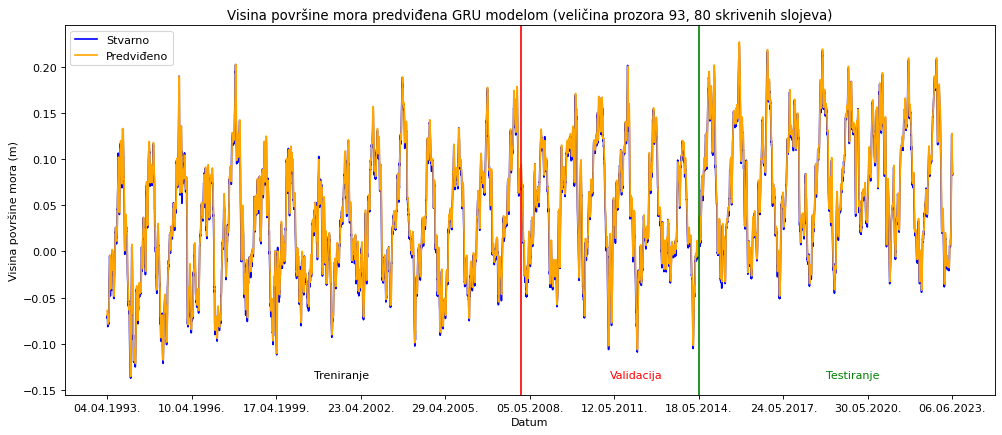 Visina površine mora predviđena GRU modelom (veličina prozora 93, 80 skrivenih slojeva)
Stvarno
Predviđeno
Visina površine mora (m)
0.20
0.15
0.10
0.05
0.00
−0.05
−0.10
−0.15
Treniranje
Validacija
Testiranje
04.04.1993. 10.04.1996. 17.04.1999. 23.04.2002. 29.04.2005. 05.05.2008. 12.05.2011. 18.05.2014. 24.05.2017. 30.05.2020. 06.06.2023.
Datum